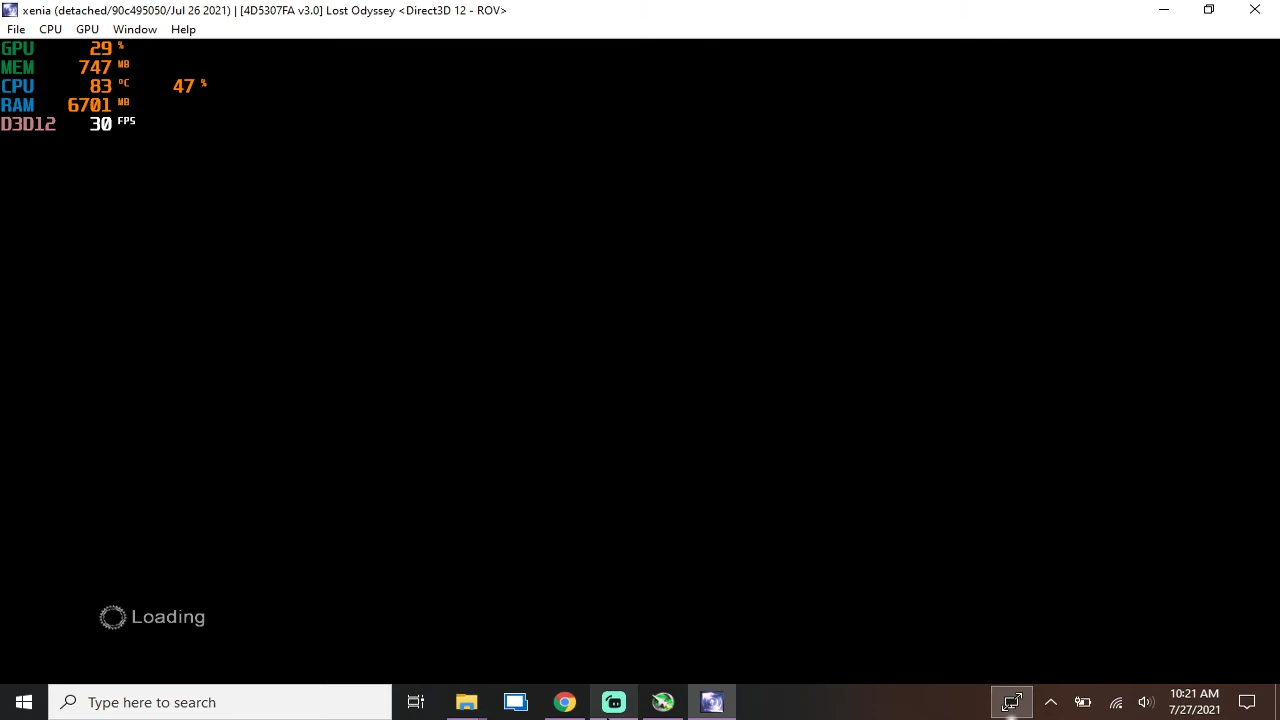 xenia (detached/90c495050/Jul 26 2021) | [4D5307FA v3.0] Lost Odyssey <Direct3D 12 - ROV>
File CPU GPU Window Help
GPU 29 %
MEM 747 MB
CPU 83 °C 47 %
RAM 6701 MB
D3D12 30 FPS
Loading
Type here to search
10:21 AM
7/27/2021